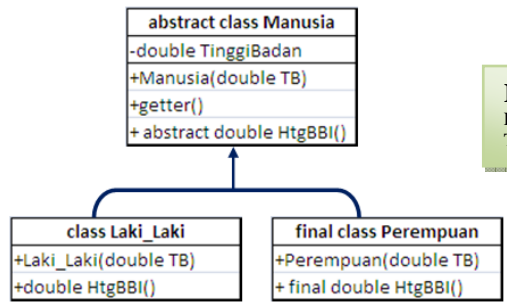 abstract class Manusia
-double TinggiBadan
+Manusia(double TB)
+getter()
+ abstract double HtgBBI()
class Laki_Laki
+Laki_Laki(double TB)
+double HtgBBI()
final class Perempuan
+Perempuan(double TB)
+ final double HtgBBI()